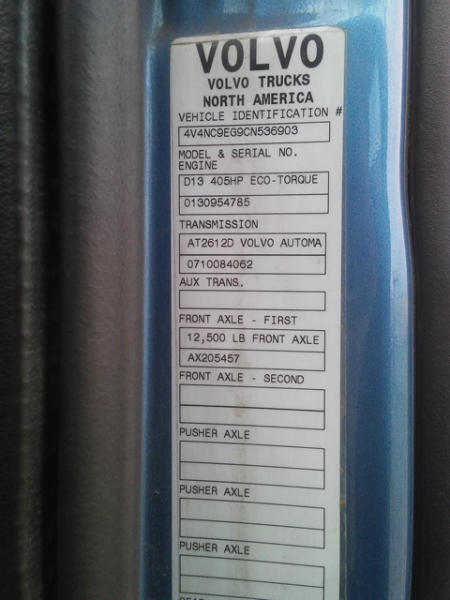 VOLVO
VOLVO TRUCKS
NORTH AMERICA
VEHICLE IDENTIFICATION #
4V4NC9EG9CN536903
MODEL & SERIAL NO.
ENGINE
D13 405HP ECO-TORQUE
0130954785
TRANSMISSION
AT2612D VOLVO AUTOMA
0710084062
AUX TRANS.
FRONT AXLE - FIRST
12,500 LB FRONT AXLE
AX205457
FRONT AXLE - SECOND
PUSHER AXLE
PUSHER AXLE
PUSHER AXLE